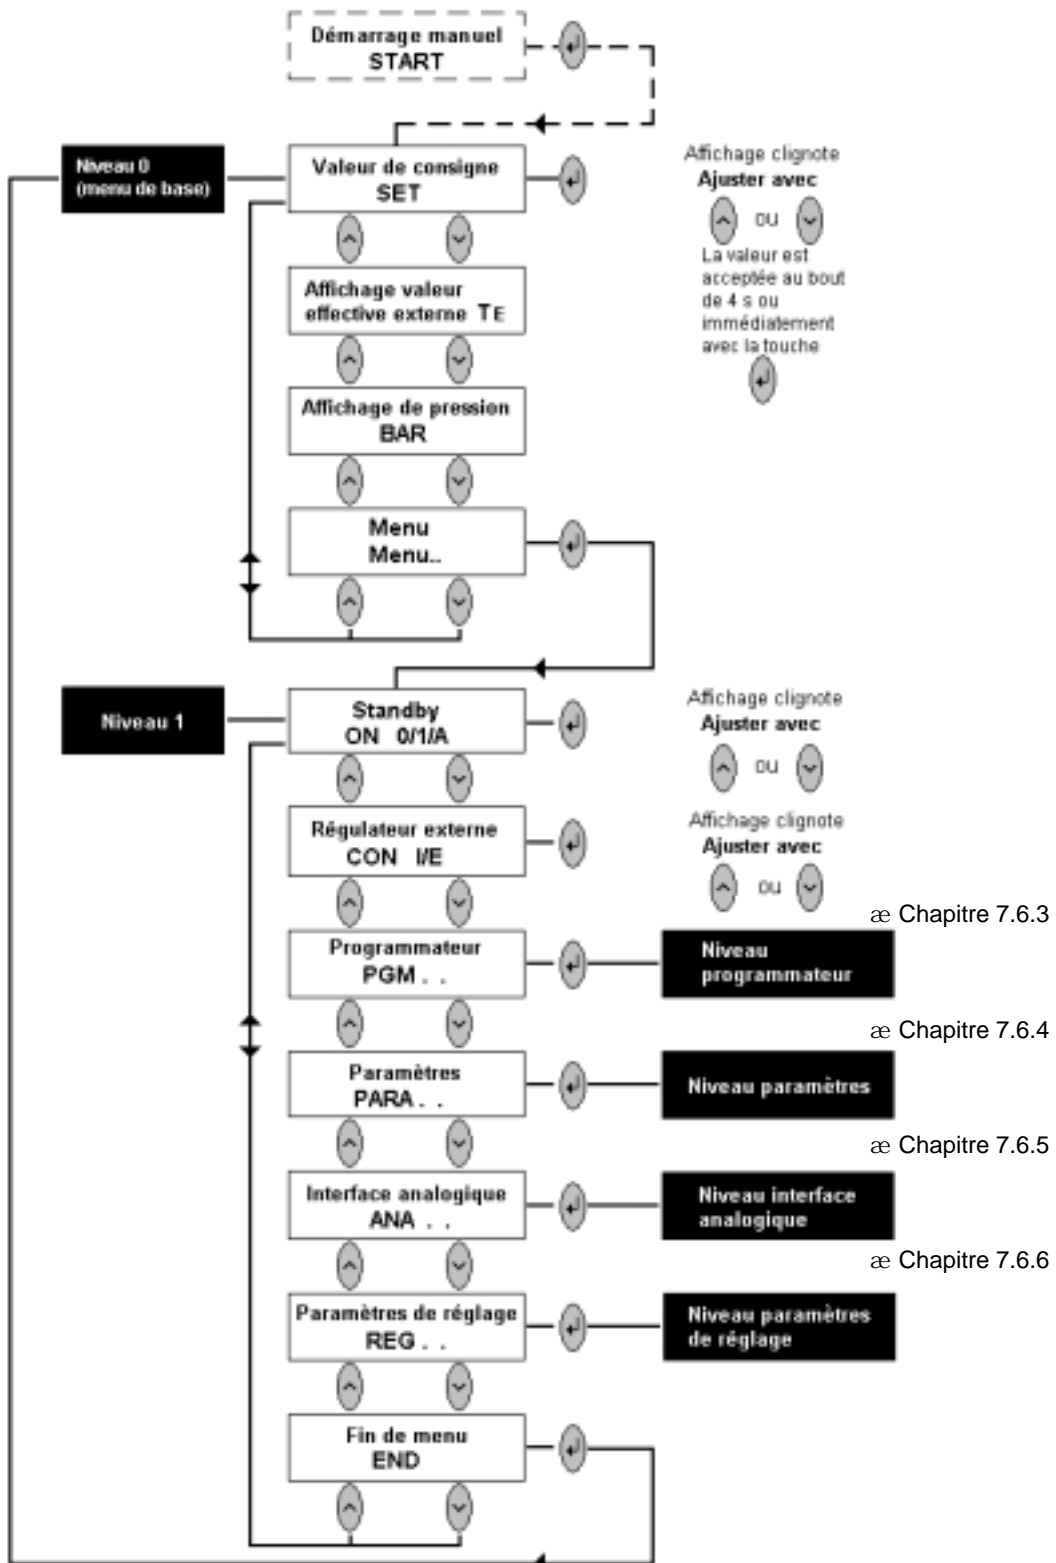 Démarrage manuel
START
Niveau 0
(menu de base)
Valeur de consigne
SET
Affichage clignote
Ajuster avec
ou
La valeur est
acceptée au bout
de 4 s ou
immédiatement
avec la touche
Affichage valeur
effective externe TE
Affichage de pression
BAR
Menu
Menu..
Niveau 1
Standby
ON 0/1/A
Affichage clignote
Ajuster avec
ou
Régulateur externe
CON I/E
Affichage clignote
Ajuster avec
ou
æ Chapitre 7.6.3
Programmateur
PGM . .
Niveau
programmateur
æ Chapitre 7.6.4
Paramètres
PARA . .
Niveau paramètres
æ Chapitre 7.6.5
Interface analogique
ANA . .
Niveau interface
analogique
æ Chapitre 7.6.6
Paramètres de réglage
REG . .
Niveau paramètres
de réglage
Fin de menu
END